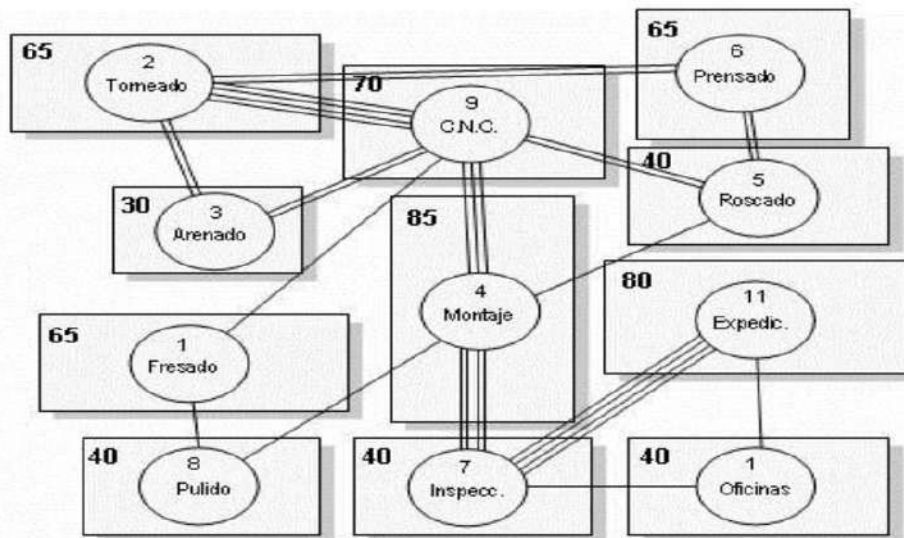 65
2
Torneado
65
6
Prensado
70
9
C.N.C.
40
5
Roscado
30
3
Arenado
85
4
Montaje
80
11
Expedic.
65
1
Fresado
40
8
Pulido
40
7
Inspecc.
40
1
Oficinas